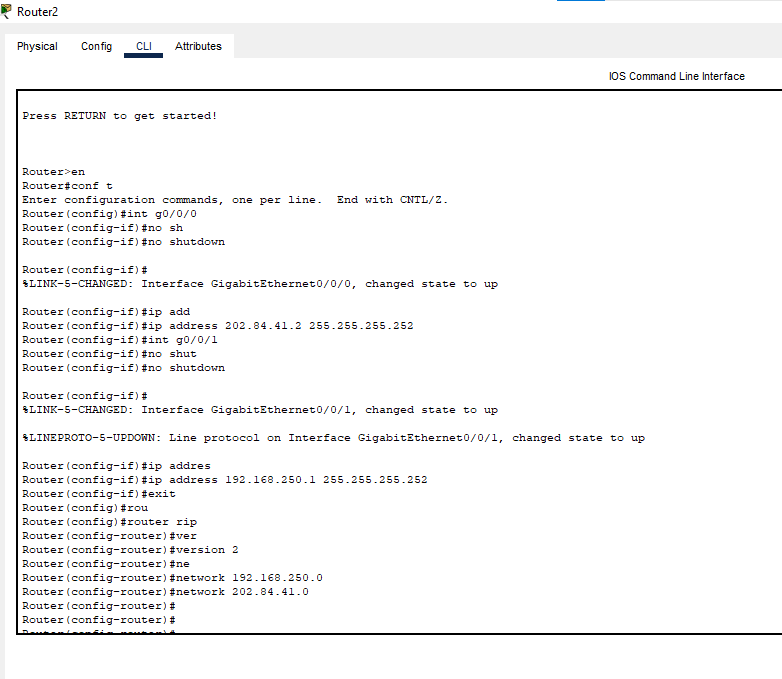 Router2
Physical Config CLI Attributes
IOS Command Line Interface
Press RETURN to get started!
Router>en
Router#conf t
Enter configuration commands, one per line.  End with CNTL/Z.
Router(config)#int g0/0/0
Router(config-if)#no sh
Router(config-if)#no shutdown
Router(config-if)#
%LINK-5-CHANGED: Interface GigabitEthernet0/0/0, changed state to up
Router(config-if)#ip add
Router(config-if)#ip address 202.84.41.2 255.255.255.252
Router(config-if)#int g0/0/1
Router(config-if)#no shut
Router(config-if)#no shutdown
Router(config-if)#
%LINK-5-CHANGED: Interface GigabitEthernet0/0/1, changed state to up
%LINEPROTO-5-UPDOWN: Line protocol on Interface GigabitEthernet0/0/1, changed state to up
Router(config-if)#ip addres
Router(config-if)#ip address 192.168.250.1 255.255.255.252
Router(config-if)#exit
Router(config)#rou
Router(config)#router rip
Router(config-router)#ver
Router(config-router)#version 2
Router(config-router)#ne
Router(config-router)#network 192.168.250.0
Router(config-router)#network 202.84.41.0
Router(config-router)#
Router(config-router)#
Router(config-router)#